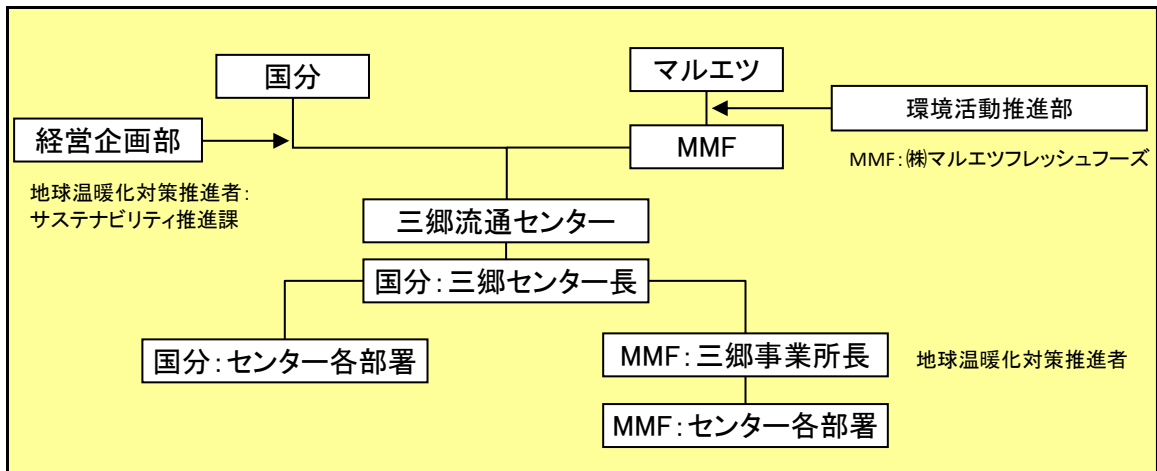 国分
マルエツ
環境活動推進部
経営企画部
MMF
MMF:㈱マルエツフレッシュフーズ
地球温暖化対策推進者:
サステナビリティ推進課
三郷流通センター
国分:三郷センター長
国分:センター各部署
MMF:三郷事業所長
地球温暖化対策推進者
MMF:センター各部署